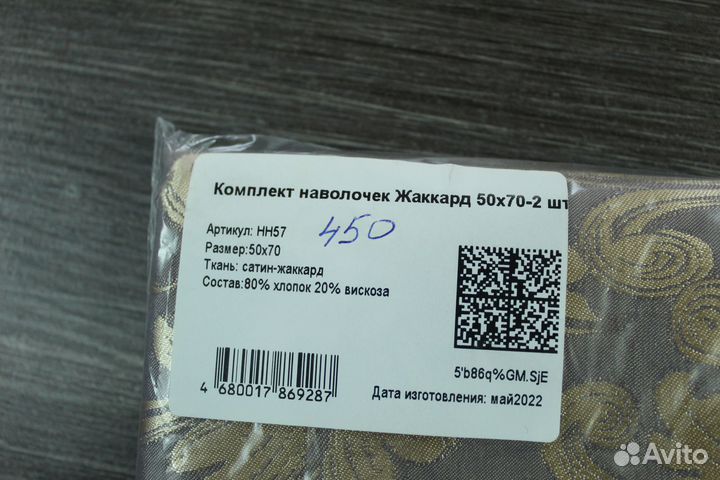 Комплект наволочек Жаккард 50х70-2 шт
Артикул: НН57
450
Размер:50х70
Ткань: сатин-жаккард
Состав:80% хлопок 20% вискоза
5'b86q%GM.SjE
4 680017 869287
Дата изготовления: май2022
Avito